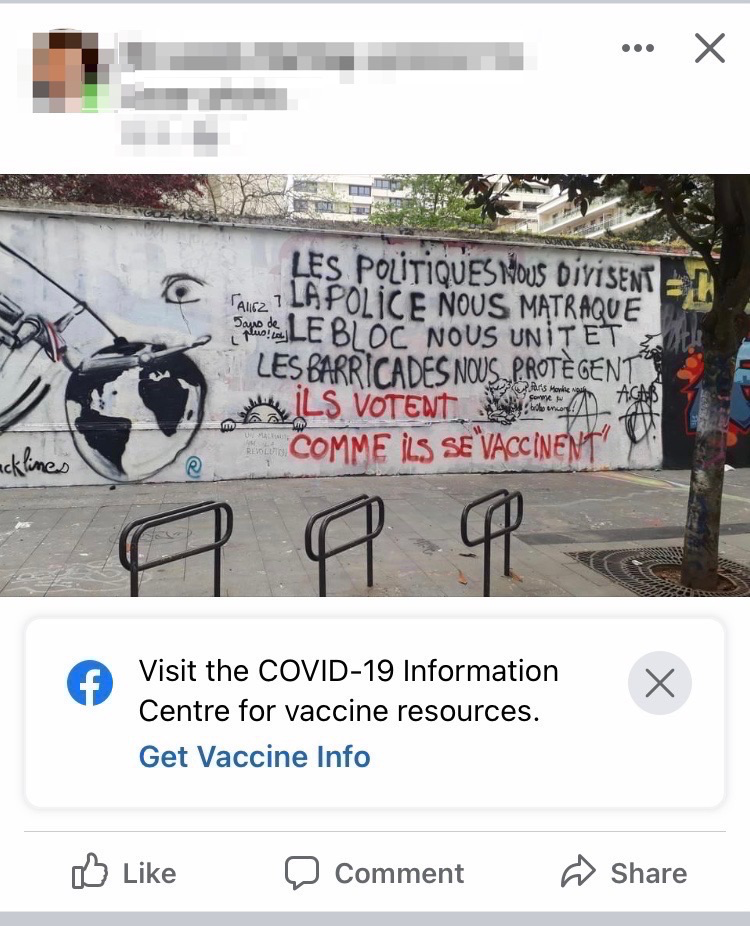 LES POLITIQUES NOUS DIVISENT
LA POLICE NOUS MATRAQUE
LE BLOC NOUS UNIT ET
LES BARRICADES NOUS PROTÈGENT
ILS VOTENT
COMME ILS SE "VACCINENT"
ACAB
Visit the COVID-19 Information
Centre for vaccine resources.
Get Vaccine Info
Like
Comment
Share